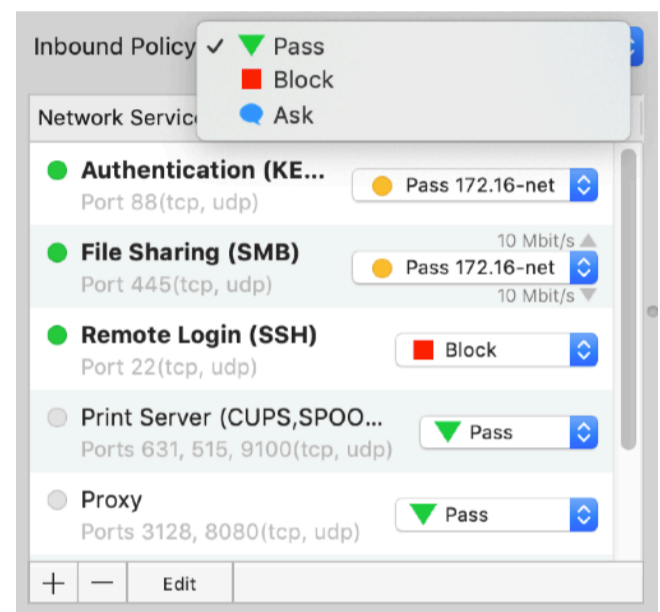 Inbound Policy ✓ Pass
Block
Ask
Network Servic
Authentication (KE...
Port 88(tcp, udp)
Pass 172.16-net
10 Mbit/s
File Sharing (SMB)
Port 445(tcp, udp)
Pass 172.16-net
10 Mbit/s
Remote Login (SSH)
Port 22(tcp, udp)
Block
Print Server (CUPS,SPOO...
Ports 631, 515, 9100(tcp, udp)
Pass
Proxy
Ports 3128, 8080(tcp, udp)
Pass
+ − Edit